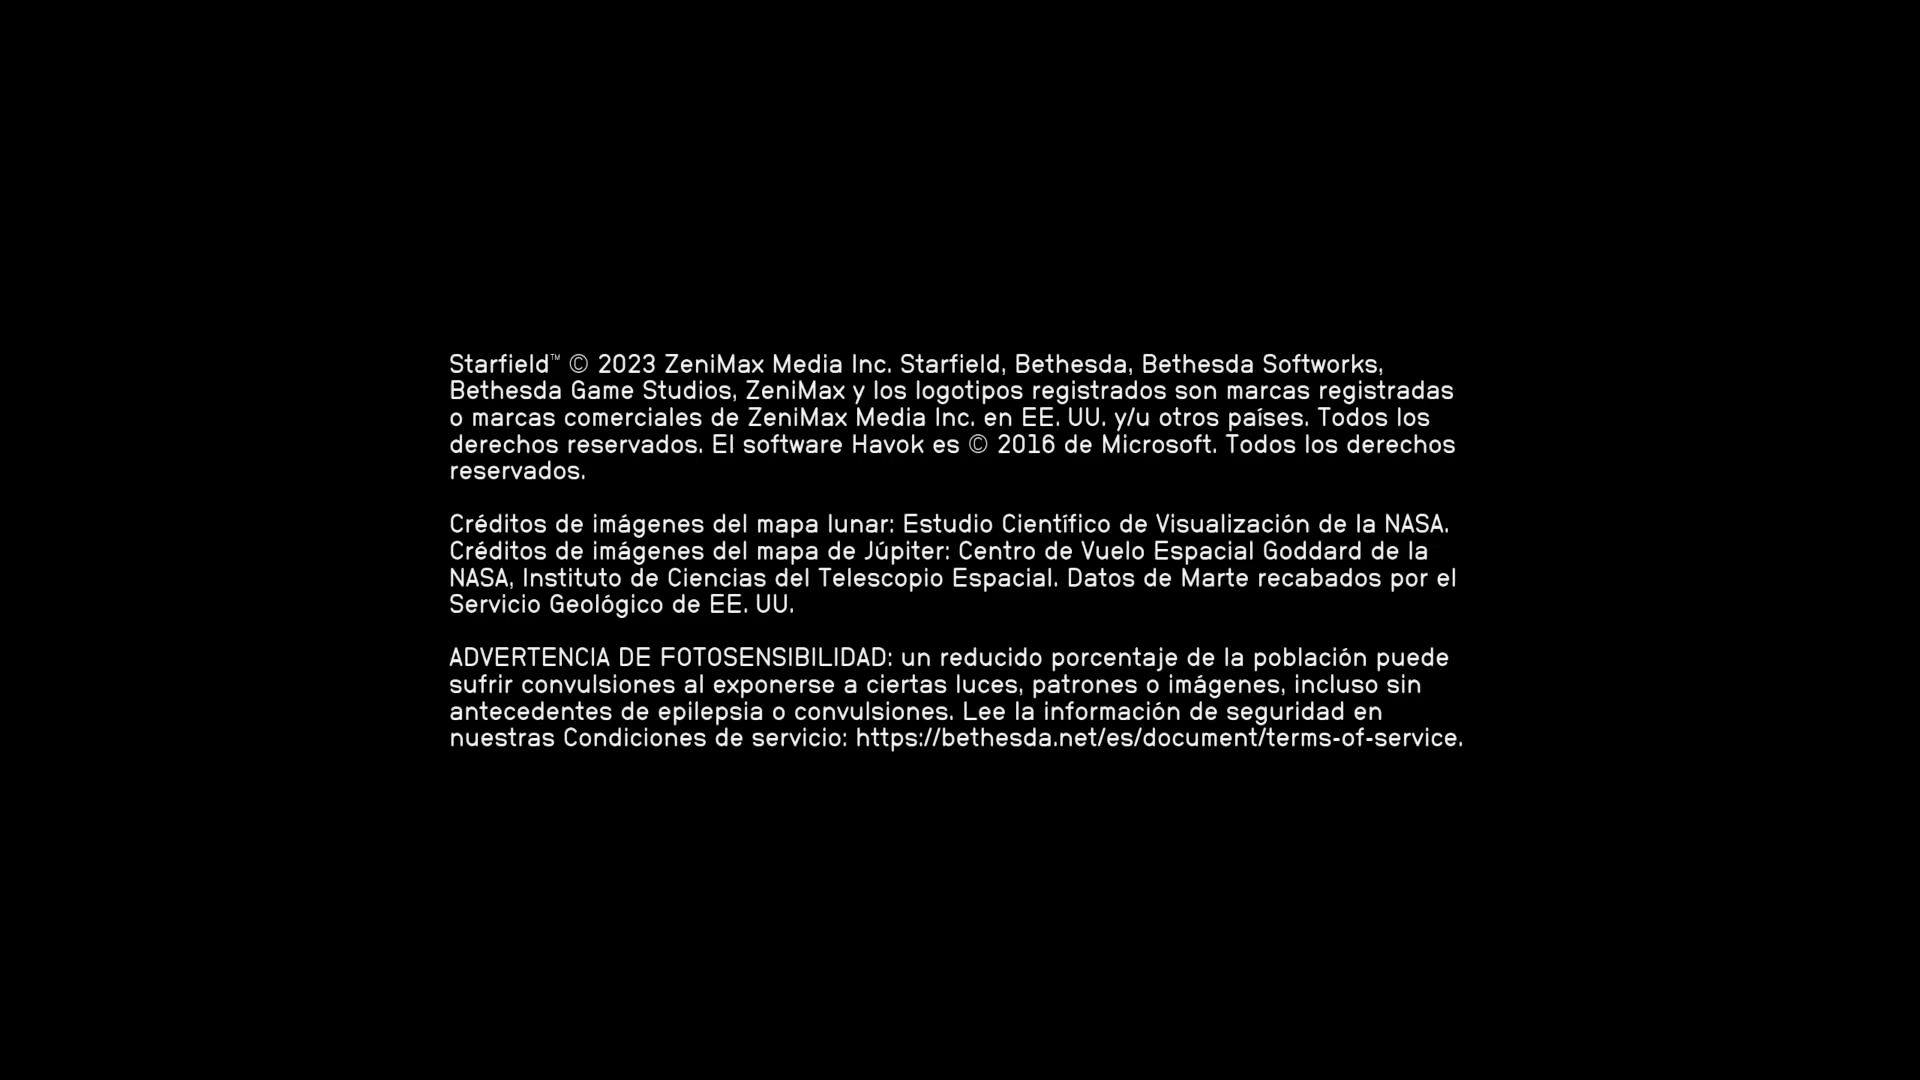 Starfield™ © 2023 ZeniMax Media Inc. Starfield, Bethesda, Bethesda Softworks,
Bethesda Game Studios, ZeniMax y los logotipos registrados son marcas registradas
o marcas comerciales de ZeniMax Media Inc. en EE. UU. y/u otros países. Todos los
derechos reservados. El software Havok es © 2016 de Microsoft. Todos los derechos
reservados.
Créditos de imágenes del mapa lunar: Estudio Científico de Visualización de la NASA.
Créditos de imágenes del mapa de Júpiter: Centro de Vuelo Espacial Goddard de la
NASA, Instituto de Ciencias del Telescopio Espacial. Datos de Marte recabados por el
Servicio Geológico de EE. UU.
ADVERTENCIA DE FOTOSENSIBILIDAD: un reducido porcentaje de la población puede
sufrir convulsiones al exponerse a ciertas luces, patrones o imágenes, incluso sin
antecedentes de epilepsia o convulsiones. Lee la información de seguridad en
nuestras Condiciones de servicio: https://bethesda.net/es/document/terms-of-service.